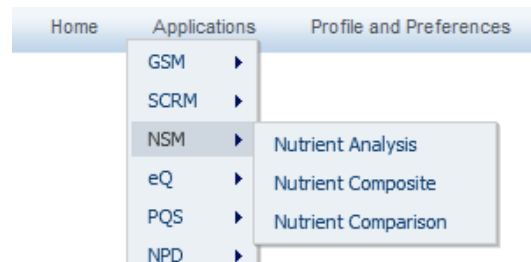 Home Applications Profile and Preferences
GSM
SCRM
NSM
Nutrient Analysis
eQ
Nutrient Composite
PQS
Nutrient Comparison
NPD